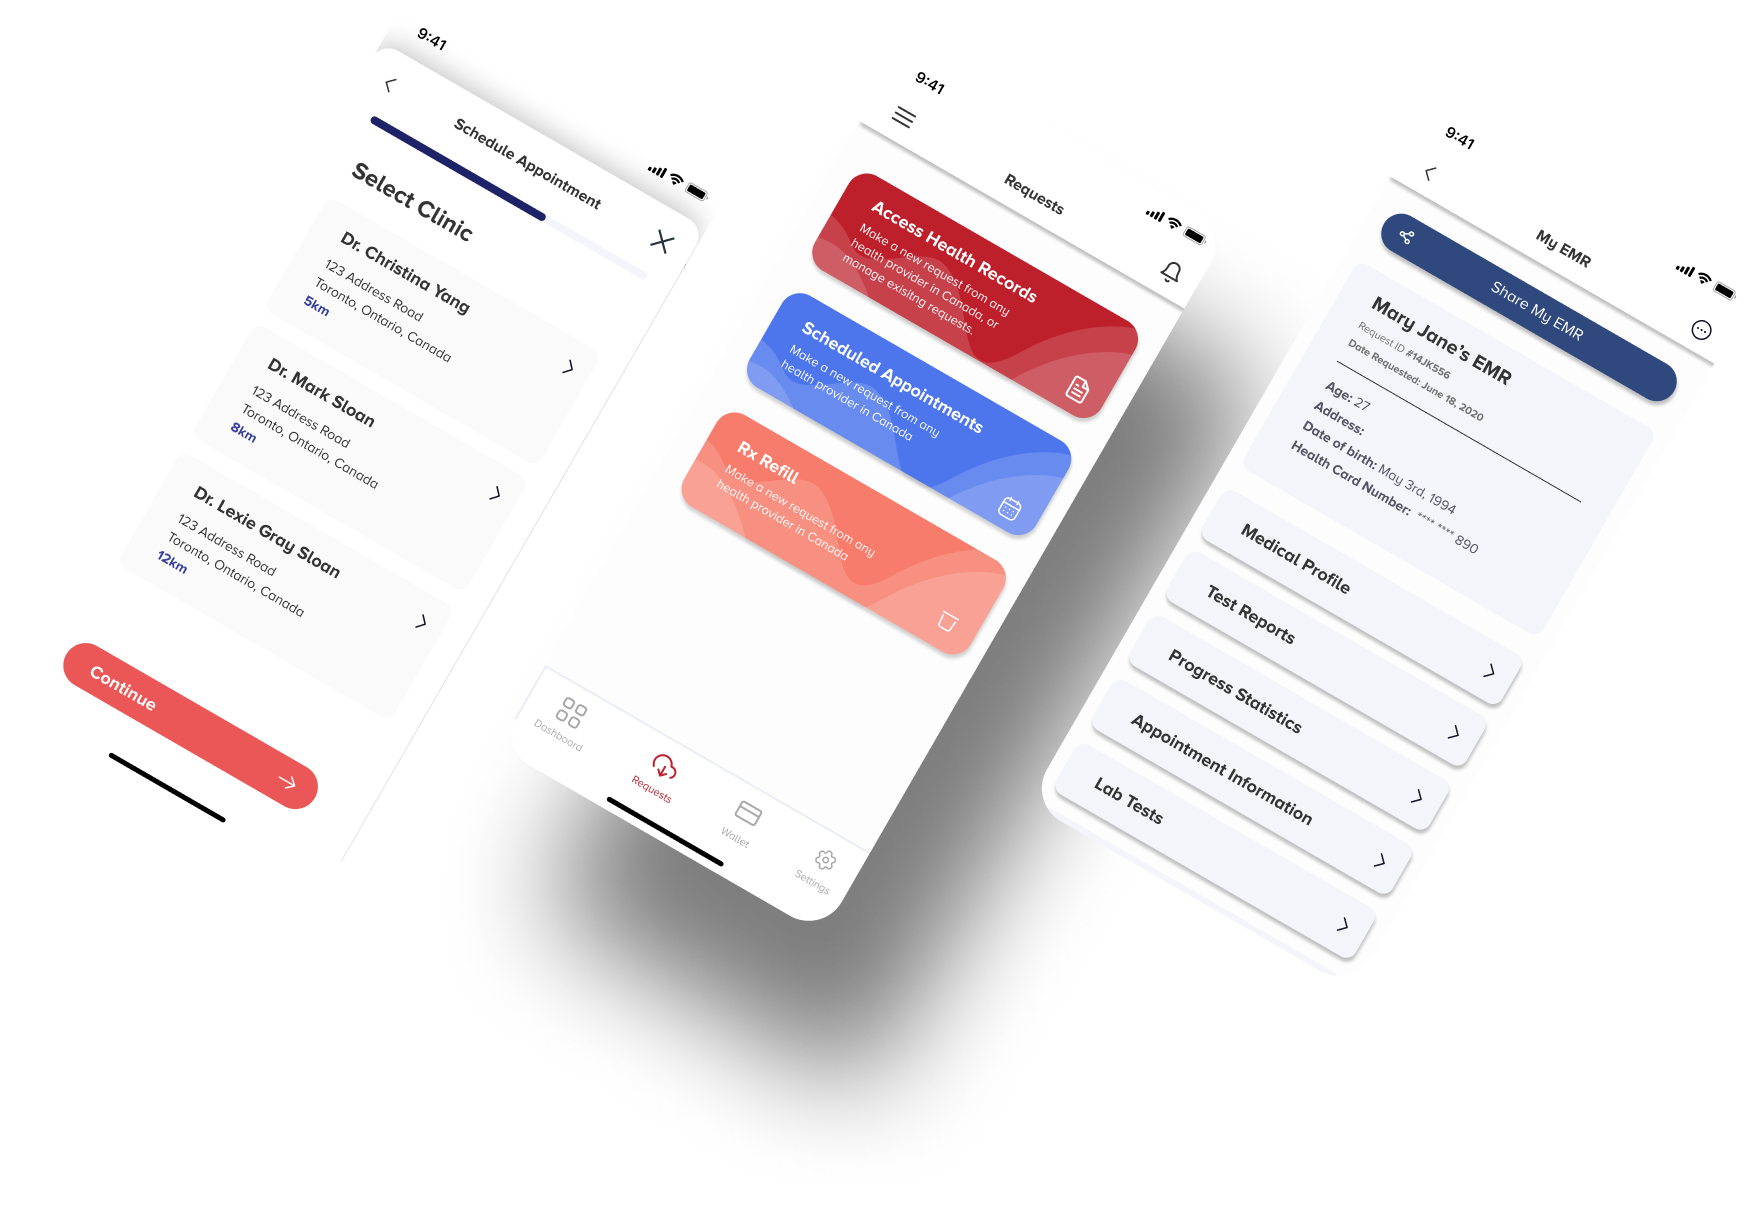 9:41
Schedule Appointment
Select Clinic
Dr. Christina Yang
123 Address Road
Toronto, Ontario, Canada
5km
Dr. Mark Sloan
123 Address Road
Toronto, Ontario, Canada
8km
Dr. Lexie Gray Sloan
123 Address Road
Toronto, Ontario, Canada
12km
Continue
9:41
Requests
Access Health Records
Make a new request from any
health provider in Canada, or
manage exisitng requests.
Scheduled Appointments
Make a new request from any
health provider in Canada
Rx Refill
Make a new request from any
health provider in Canada
Dashboard
Requests
Wallet
Settings
9:41
My EMR
Share My EMR
Mary Jane's EMR
Request ID #14JK556
Date Requested: June 18, 2020
Age: 27
Address:
Date of birth: May 3rd, 1994
Health Card Number: **** **** 890
Medical Profile
Test Reports
Progress Statistics
Appointment Information
Lab Tests